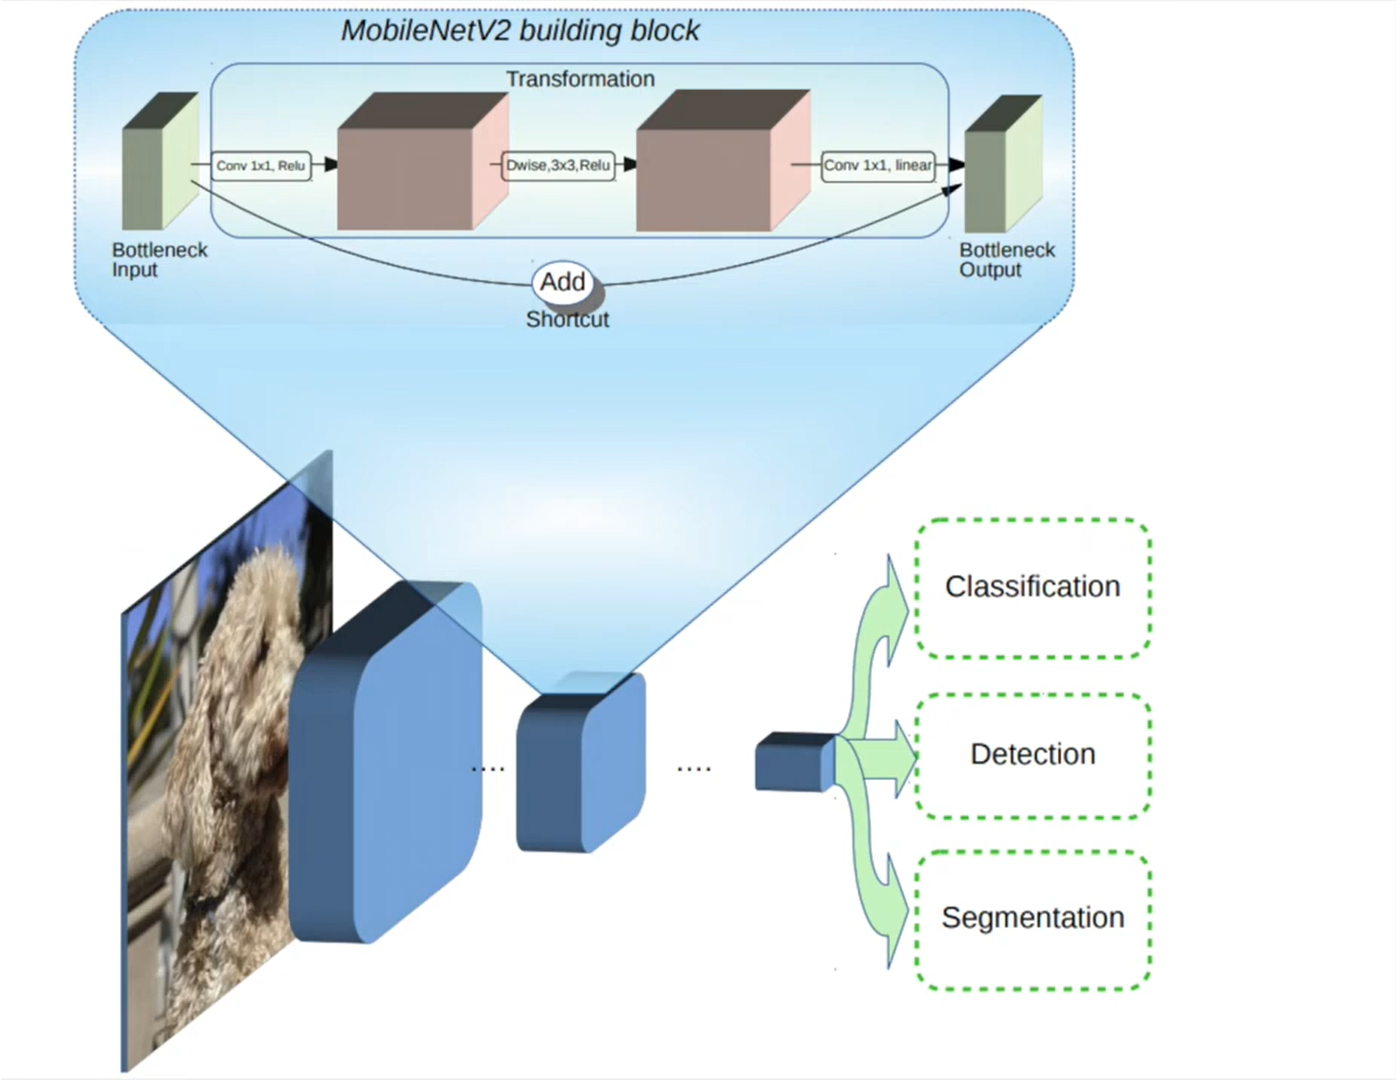 MobileNetV2 building block
Transformation
Conv 1x1, Relu
Dwise,3x3,Relu
Conv 1x1, linear
Bottleneck
Input
Bottleneck
Output
Add
Shortcut
Classification
....
....
Detection
Segmentation